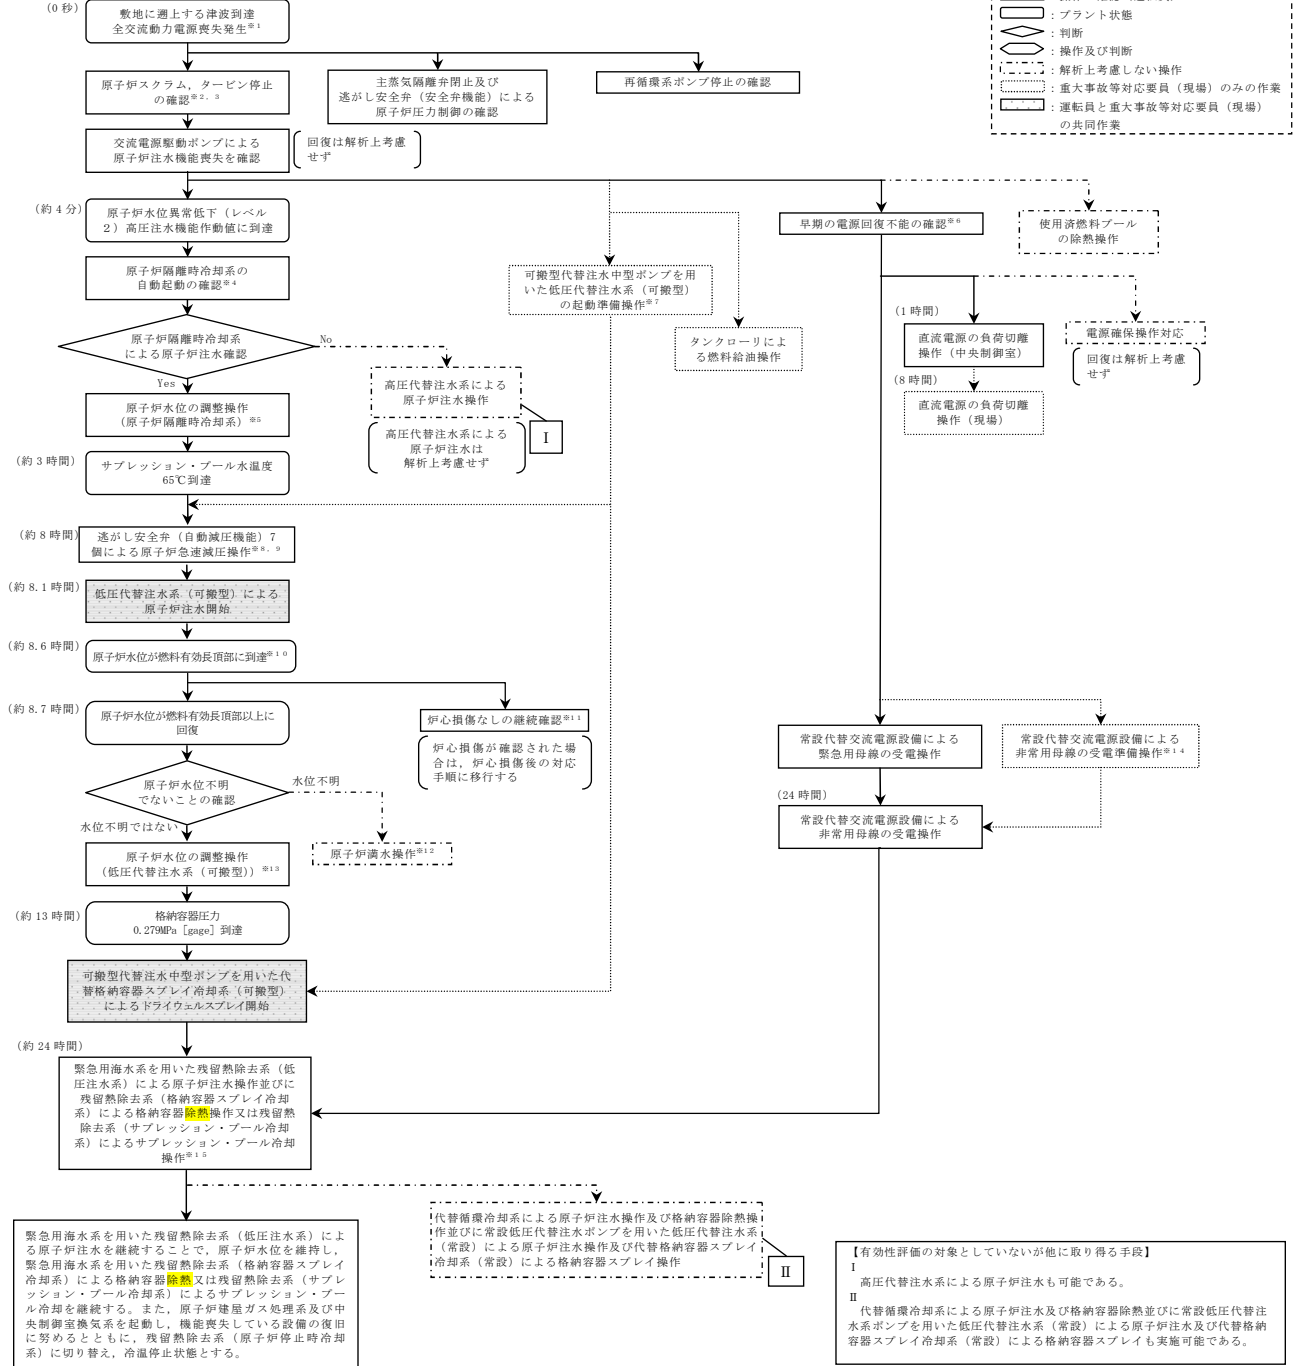 (0 秒)
敷地に遡上する津波到達
全交流動力電源喪失発生※1
原子炉スクラム，タービン停止
の確認※2，3
主蒸気隔離弁閉止及び
逃がし安全弁（安全弁機能）による
原子炉圧力制御の確認
再循環系ポンプ停止の確認
：プラント状態
：判断
：操作及び判断
：解析上考慮しない操作
：重大事故等対応要員（現場）のみの作業
：運転員と重大事故等対応要員（現場）
の共同作業
交流電源駆動ポンプによる
原子炉注水機能喪失を確認
回復は解析上考慮
せず
(約 4 分)
原子炉水位異常低下（レベル
２）高圧注水機能作動値に到達
早期の電源回復不能の確認※6
使用済燃料プール
の除熱操作
原子炉隔離時冷却系の
自動起動の確認※4
可搬型代替注水中型ポンプを用
いた低圧代替注水系（可搬型）
の起動準備操作※7
タンクローリによ
る燃料給油操作
(1 時間)
直流電源の負荷切離
操作（中央制御室）
(8 時間)
直流電源の負荷切離
操作（現場）
電源確保操作対応
回復は解析上考慮
せず
原子炉隔離時冷却系
による原子炉注水確認
No
Yes
高圧代替注水系による
原子炉注水操作
Ⅰ
高圧代替注水系による
原子炉注水は
解析上考慮せず
原子炉水位の調整操作
（原子炉隔離時冷却系）※5
(約 3 時間)
サプレッション・プール水温度
65℃到達
(約 8 時間)
逃がし安全弁（自動減圧機能）7
個による原子炉急速減圧操作※8，9
(約 8.1 時間)
低圧代替注水系（可搬型）による
原子炉注水開始
(約 8.6 時間)
原子炉水位が燃料有効長頂部に到達※10
(約 8.7 時間)
原子炉水位が燃料有効長頂部以上に
回復
炉心損傷なしの継続確認※11
炉心損傷が確認された場
合は，炉心損傷後の対応
手順に移行する
常設代替交流電源設備による
緊急用母線の受電操作
常設代替交流電源設備による
非常用母線の受電準備操作※14
原子炉水位不明
でないことの確認
水位不明
水位不明ではない
(24 時間)
常設代替交流電源設備による
非常用母線の受電操作
原子炉満水操作※12
原子炉水位の調整操作
（低圧代替注水系（可搬型））※13
(約 13 時間)
格納容器圧力
0.279MPa［gage］到達
可搬型代替注水中型ポンプを用いた代
替格納容器スプレイ冷却系（可搬型）
によるドライウェルスプレイ開始
(約 24 時間)
緊急用海水系を用いた残留熱除去系（低
圧注水系）による原子炉注水操作並びに
残留熱除去系（格納容器スプレイ冷却
系）による格納容器除熱操作又は残留熱
除去系（サプレッション・プール冷却
系）によるサプレッション・プール冷却
操作※15
緊急用海水系を用いた残留熱除去系（低圧注水系）によ
る原子炉注水を継続することで，原子炉水位を維持し，
緊急用海水系を用いた残留熱除去系（格納容器スプレイ
冷却系）による格納容器除熱又は残留熱除去系（サプレ
ッション・プール冷却系）によるサプレッション・プー
ル冷却を継続する。また，原子炉建屋ガス処理系及び中
央制御室換気系を起動し，機能喪失している設備の復旧
に努めるとともに，残留熱除去系（原子炉停止時冷却
系）に切り替え，冷温停止状態とする。
代替循環冷却系による原子炉注水操作及び格納容器除熱操
作並びに常設低圧代替注水ポンプを用いた低圧代替注水系
（常設）による原子炉注水操作及び代替格納容器スプレイ
冷却系（常設）による格納容器スプレイ操作
Ⅱ
【有効性評価の対象としていないが他に取り得る手段】
Ⅰ
高圧代替注水系による原子炉注水も可能である。
Ⅱ
代替循環冷却系による原子炉注水及び格納容器除熱並びに常設低圧代替注
水系ポンプを用いた低圧代替注水系（常設）による原子炉注水及び代替格納
容器スプレイ冷却系（常設）による格納容器スプレイも実施可能である。